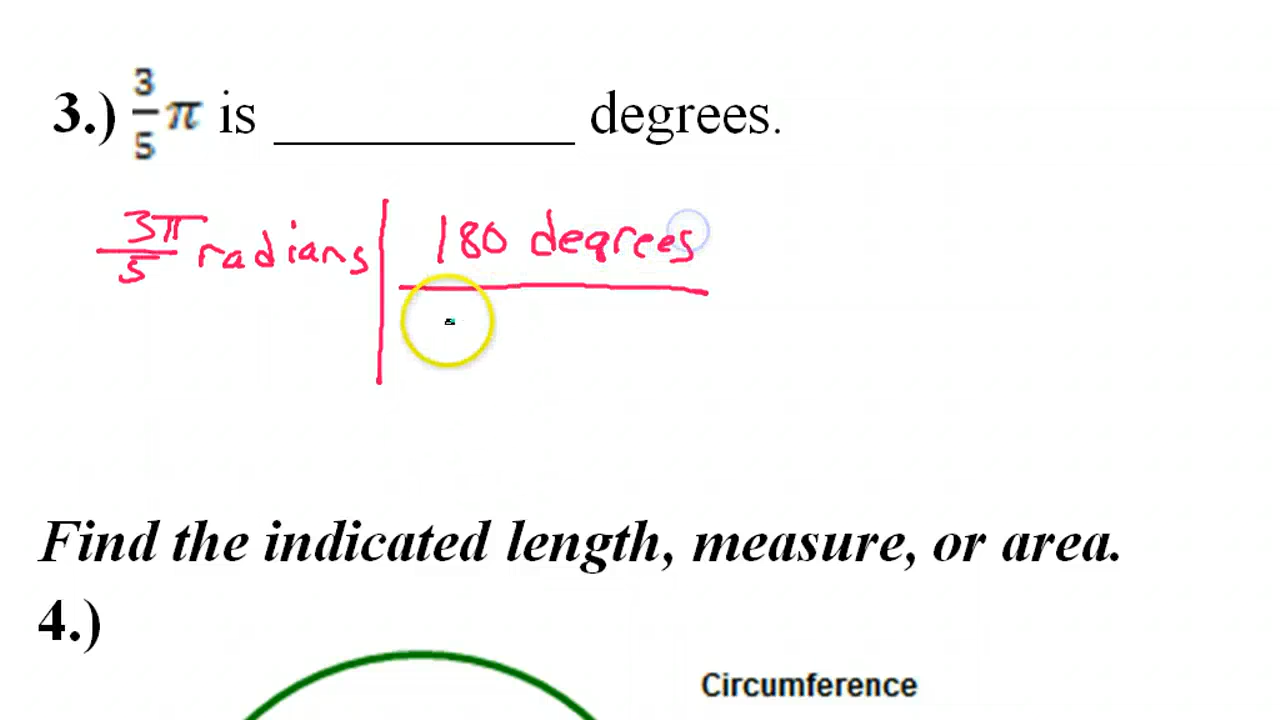 3.) 3/5 π is __________ degrees.
3π/5 radians | 180 degrees
Find the indicated length, measure, or area.
4.)
Circumference